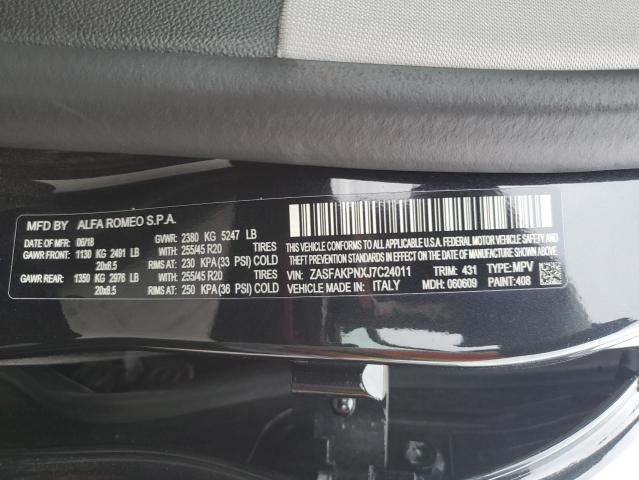 MFD BY ALFA ROMEO S.P.A.
DATE OF MFR: 06/18 GVWR: 2380 KG 5247 LB
GAWR FRONT: 1130 KG 2491 LB WITH: 255/45 R20 TIRES
20x8.5 RIMS AT: 230 KPA(33 PSI) COLD
GAWR REAR: 1350 KG 2976 LB WITH: 255/45 R20 TIRES
20x8.5 RIMS AT: 250 KPA(36 PSI) COLD
THIS VEHICLE CONFORMS TO ALL APPLICABLE U.S.A. FEDERAL MOTOR VEHICLE SAFETY, BUMPER, AND
THEFT PREVENTION STANDARDS IN EFFECT ON THE DATE OF MANUFACTURE SHOWN ABOVE.
VIN: ZASFAKPNXJ7C24011 TRIM: 431 TYPE: MPV
VEHICLE MADE IN: ITALY MDH: 060609 PAINT: 408